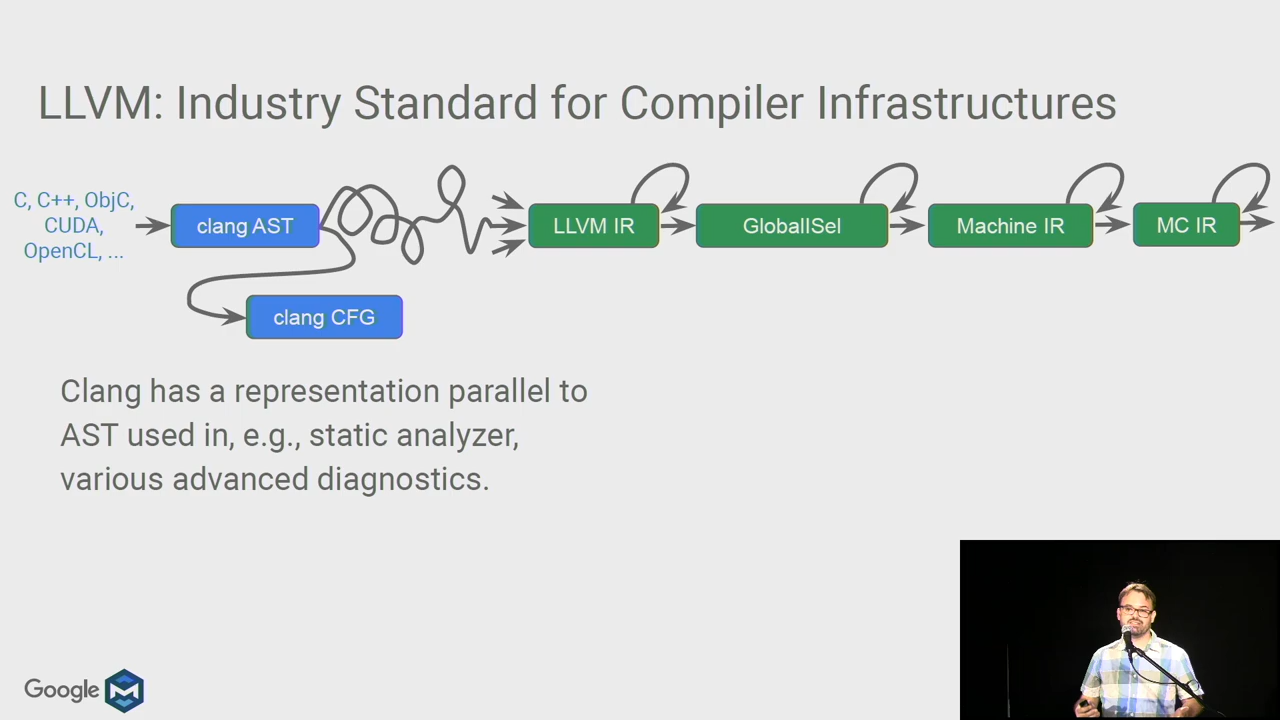 LLVM: Industry Standard for Compiler Infrastructures
C, C++, ObjC,
CUDA,
OpenCL, ...
clang AST
LLVM IR
GlobalISel
Machine IR
MC IR
clang CFG
Clang has a representation parallel to
AST used in, e.g., static analyzer,
various advanced diagnostics.
Google